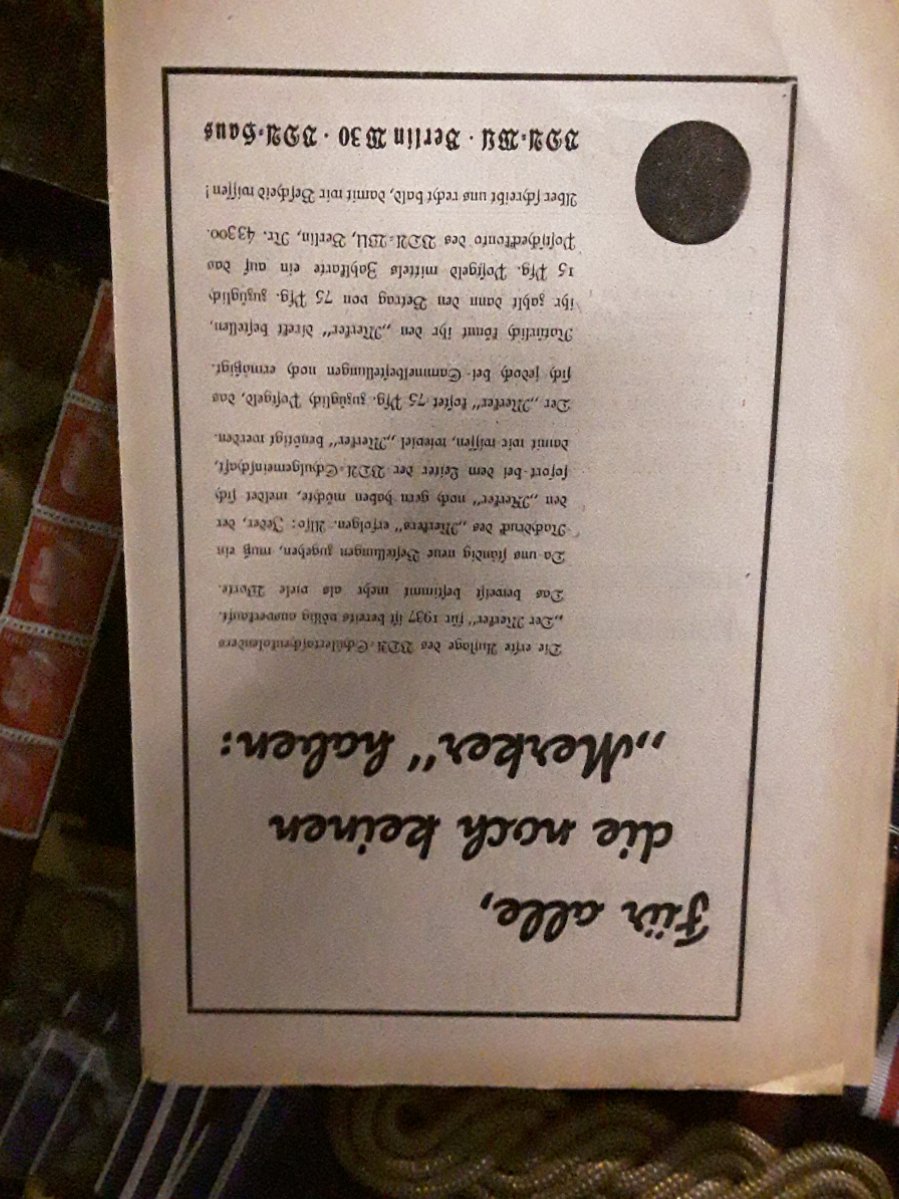 Für alle,
die noch keinen
„Merker“ haben:
Die erste Auflage des VDA-Schülertaschenkalenders
„Der Merker“ für 1937 ist bereits völlig ausverkauft.
Das beweist bestimmt mehr als viele Worte.
Da uns ständig neue Bestellungen zugehen, muß ein
Nachdruck des „Merkers“ erfolgen. Also: Jeder, der
den „Merker“ noch gern haben möchte, meldet sich
sofort bei dem Leiter der VDA-Schulgemeinschaft,
damit wir wissen, wieviel „Merker“ benötigt werden.
Der „Merker“ kostet 75 Pfg. zuzüglich Postgeld, das
sich jedoch bei Sammelbestellungen noch ermäßigt.
Natürlich könnt ihr den „Merker“ direkt bestellen,
ihr zahlt dann den Betrag von 75 Pfg. zuzüglich
15 Pfg. Postgeld mittels Zahlkarte ein auf das
Postscheckkonto des VDA-WU, Berlin, Nr. 43300.
Aber schreibt uns recht bald, damit wir Bescheid wissen!
VDA-WU · Berlin W 30 · VDA-Haus